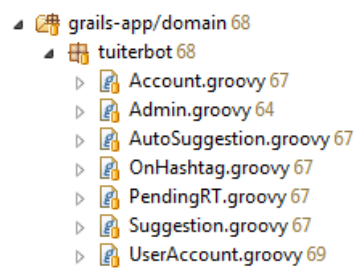 grails-app/domain 68
tuiterbot 68
Account.groovy 67
Admin.groovy 64
AutoSuggestion.groovy 67
OnHashtag.groovy 67
PendingRT.groovy 67
Suggestion.groovy 67
UserAccount.groovy 69